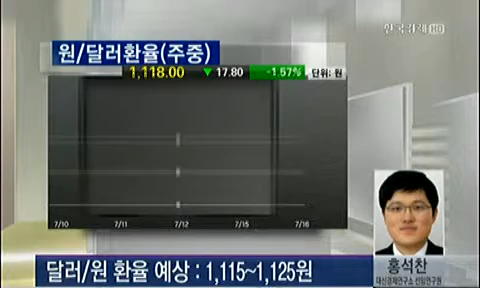 한국경제 HD
원/달러환율(주중)
1,118.00 ▼ 17.80 -1.57% 단위: 원
7/10 7/11 7/12 7/15 7/16
홍석찬
대신경제연구소 선임연구원
달러/원 환율 예상 : 1,115~1,125원